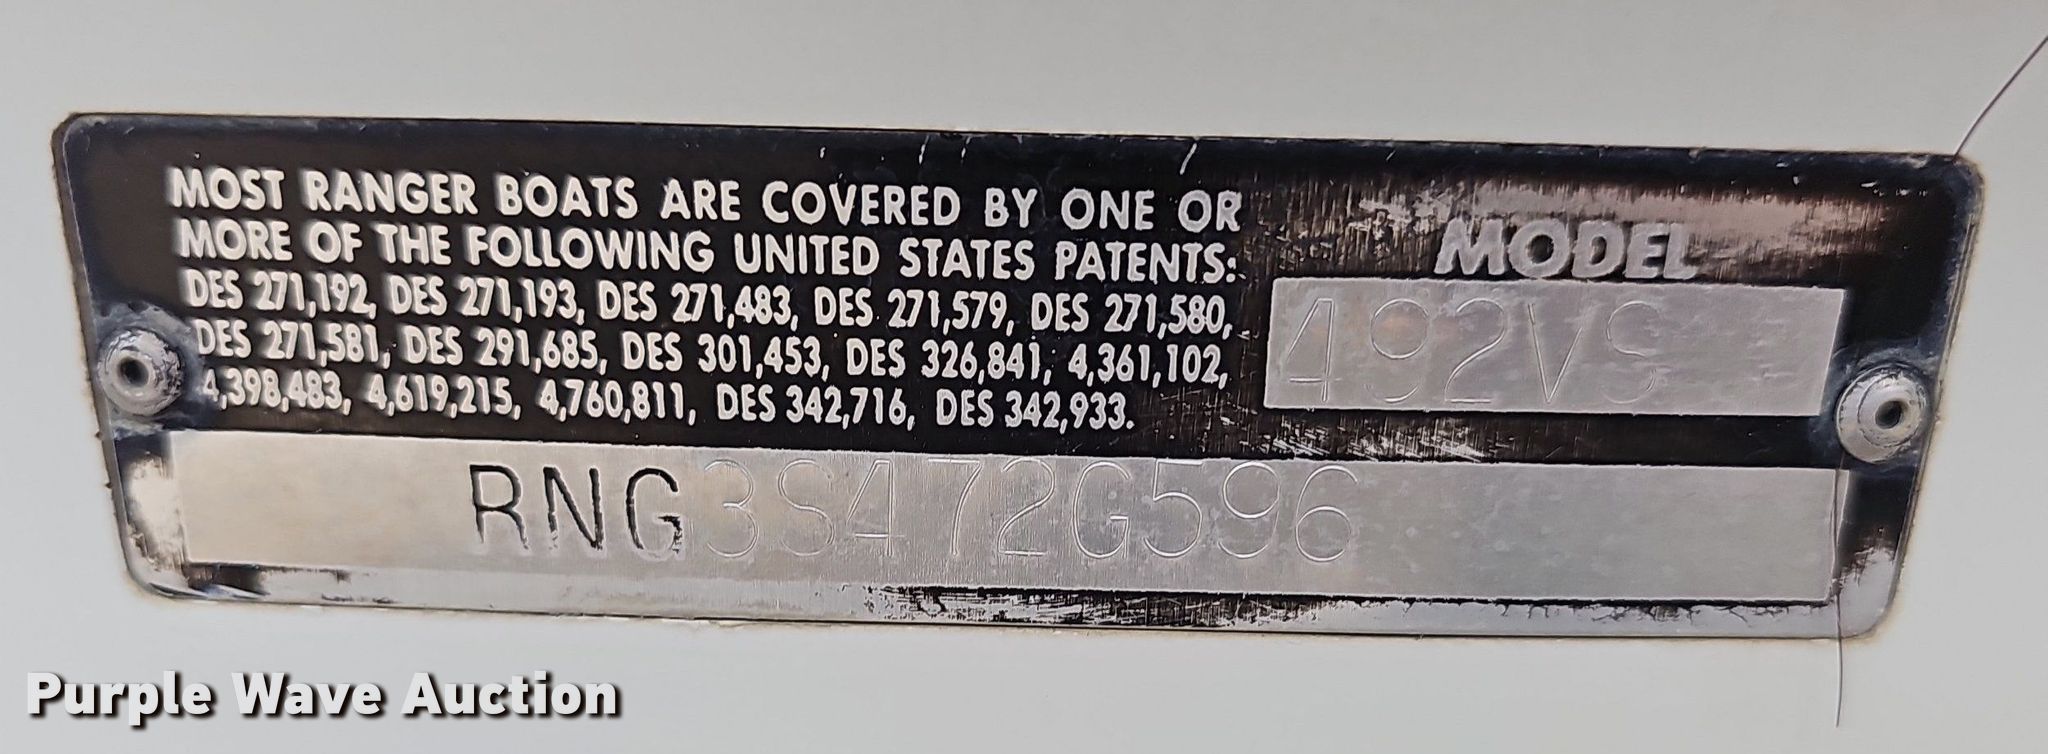 MOST RANGER BOATS ARE COVERED BY ONE OR
MORE OF THE FOLLOWING UNITED STATES PATENTS:
DES 271,192, DES 271,193, DES 271,483, DES 271,579, DES 271,580,
DES 271,581, DES 291,685, DES 301,453, DES 326,841, 4,361,102,
4,398,483, 4,619,215, 4,760,811, DES 342,716, DES 342,933.
MODEL
492VS
RNG3S472G596
Purple Wave Auction